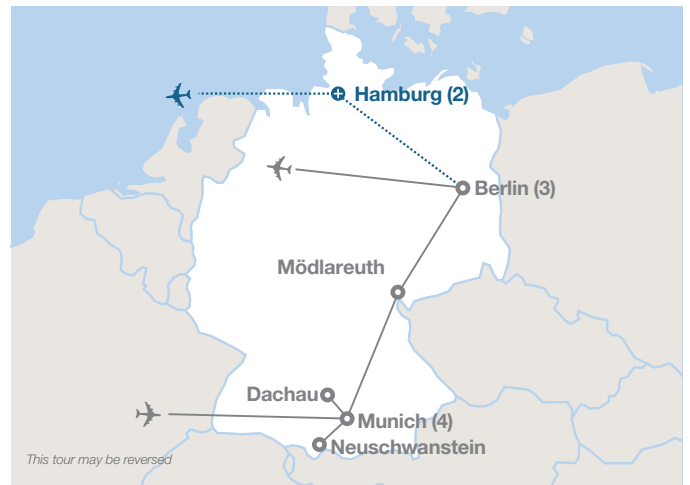 Hamburg (2)
Berlin (3)
Mödlareuth
Dachau
Munich (4)
Neuschwanstein
This tour may be reversed